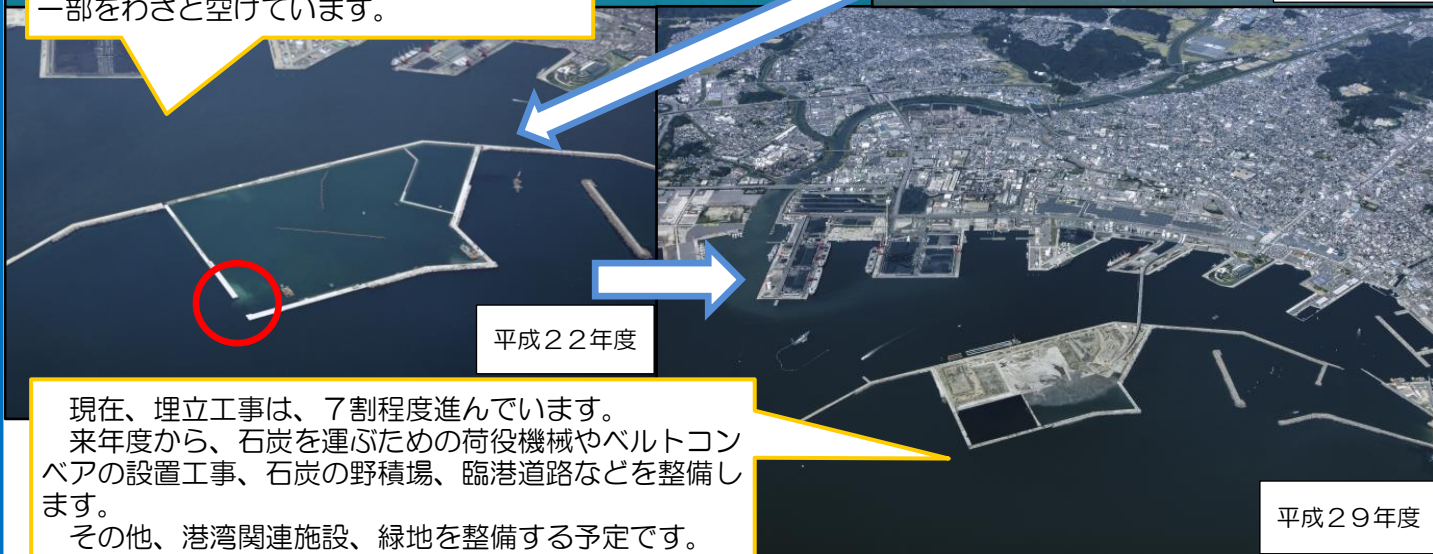 一部をわざと空けています。
平成２２年度
現在、埋立工事は、７割程度進んでいます。
来年度から、石炭を運ぶための荷役機械やベルトコン
ベアの設置工事、石炭の野積場、臨港道路などを整備し
ます。
その他、港湾関連施設、緑地を整備する予定です。
平成２９年度